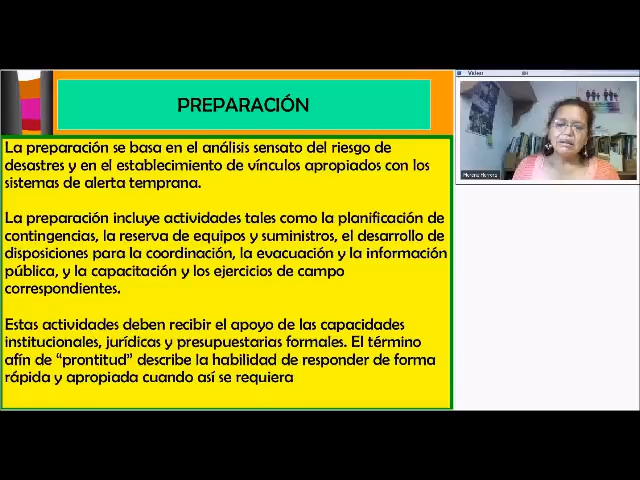 PREPARACIÓN
Video
La preparación se basa en el análisis sensato del riesgo de
desastres y en el establecimiento de vínculos apropiados con los
sistemas de alerta temprana.
La preparación incluye actividades tales como la planificación de
contingencias, la reserva de equipos y suministros, el desarrollo de
disposiciones para la coordinación, la evacuación y la información
pública, y la capacitación y los ejercicios de campo
correspondientes.
Estas actividades deben recibir el apoyo de las capacidades
institucionales, jurídicas y presupuestarias formales. El término
afín de “prontitud” describe la habilidad de responder de forma
rápida y apropiada cuando así se requiera